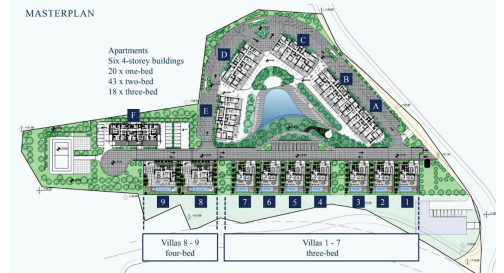 MASTERPLAN
Apartments
Six 4-storey buildings
20 x one-bed
43 x two-bed
18 x three-bed
D
C
B
A
E
F
9
8
7
6
5
4
3
2
1
Villas 8 - 9
four-bed
Villas 1 - 7
three-bed